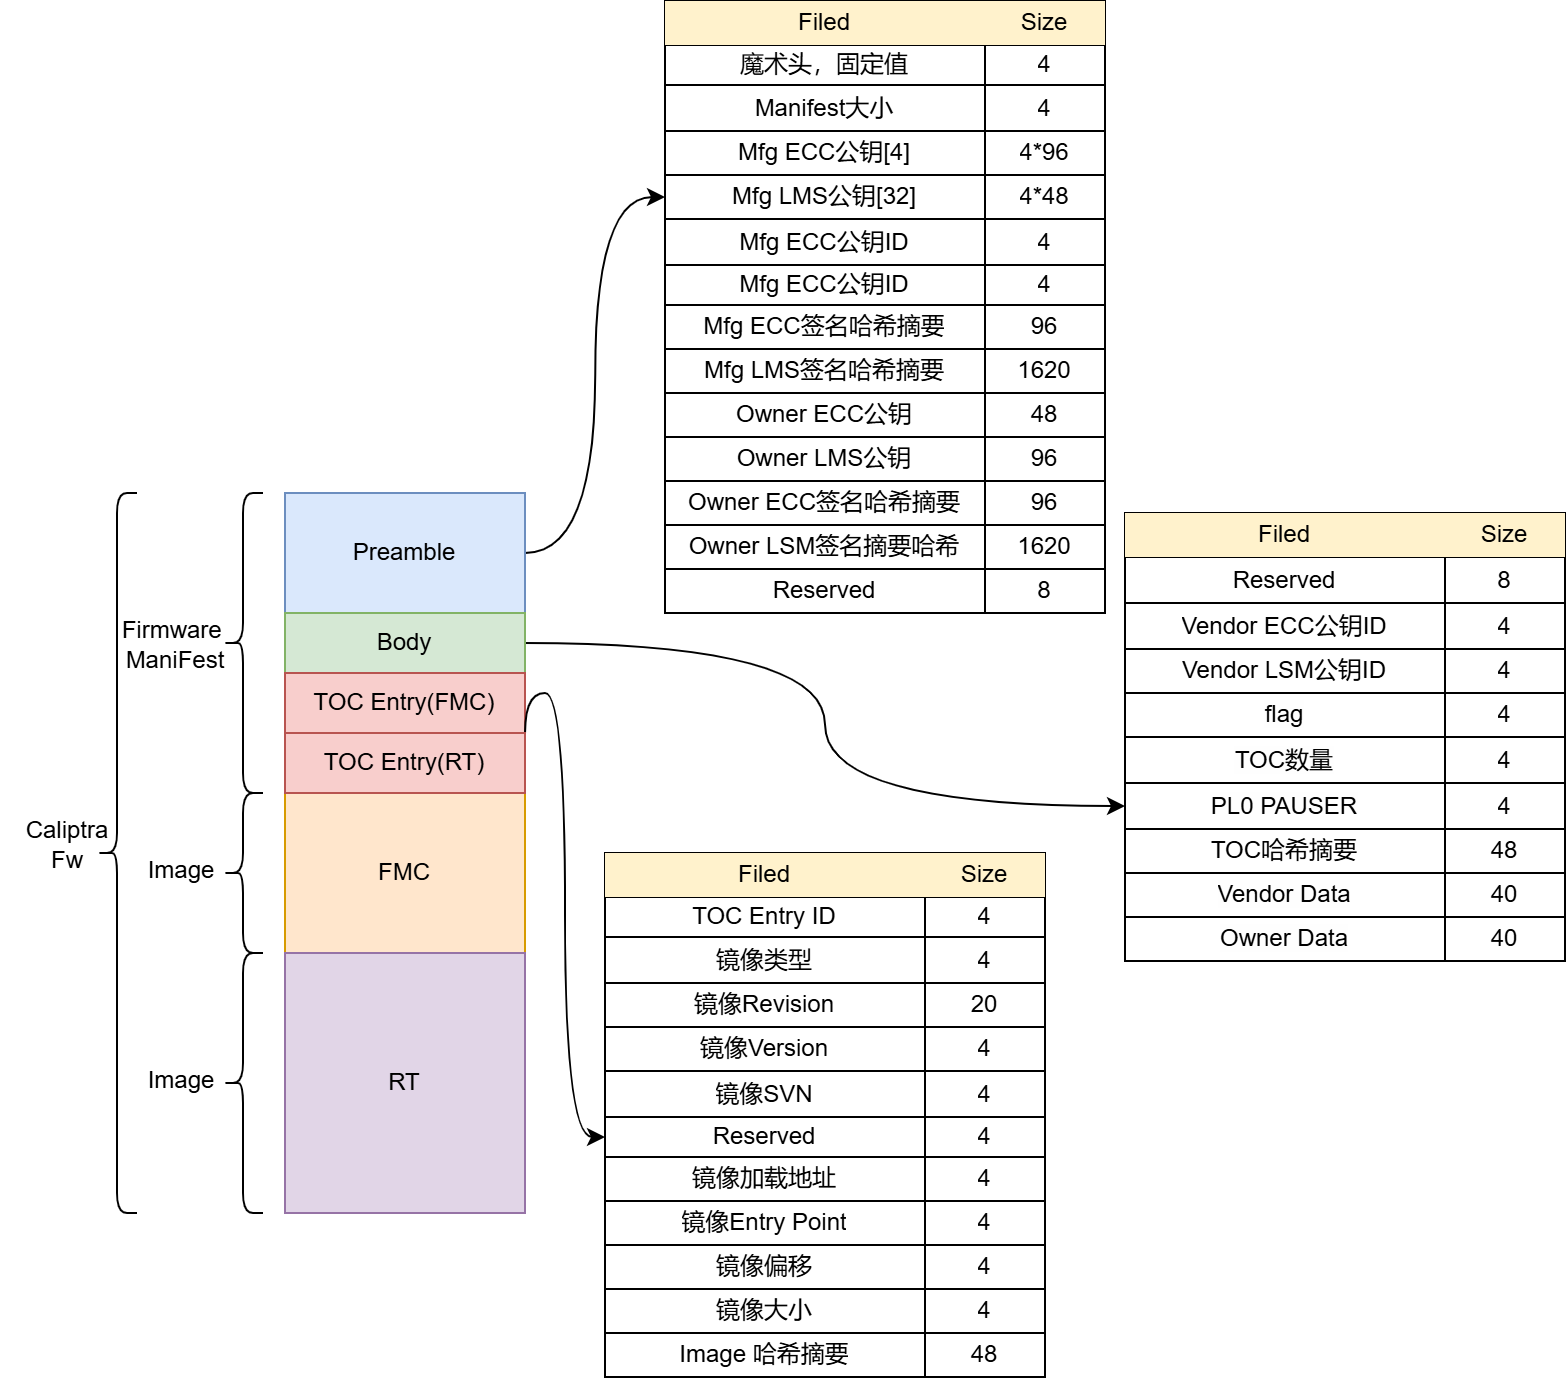 Filed Size
魔术头，固定值 4
Manifest大小 4
Mfg ECC公钥[4] 4*96
Mfg LMS公钥[32] 4*48
Mfg ECC公钥ID 4
Mfg ECC公钥ID 4
Mfg ECC签名哈希摘要 96
Mfg LMS签名哈希摘要 1620
Owner ECC公钥 48
Owner LMS公钥 96
Owner ECC签名哈希摘要 96
Owner LSM签名摘要哈希 1620
Reserved 8
Caliptra
Fw
Firmware
ManiFest
Image
Image
Preamble
Body
TOC Entry(FMC)
TOC Entry(RT)
FMC
RT
Filed Size
Reserved 8
Vendor ECC公钥ID 4
Vendor LSM公钥ID 4
flag 4
TOC数量 4
PL0 PAUSER 4
TOC哈希摘要 48
Vendor Data 40
Owner Data 40
Filed Size
TOC Entry ID 4
镜像类型 4
镜像Revision 20
镜像Version 4
镜像SVN 4
Reserved 4
镜像加载地址 4
镜像Entry Point 4
镜像偏移 4
镜像大小 4
Image 哈希摘要 48